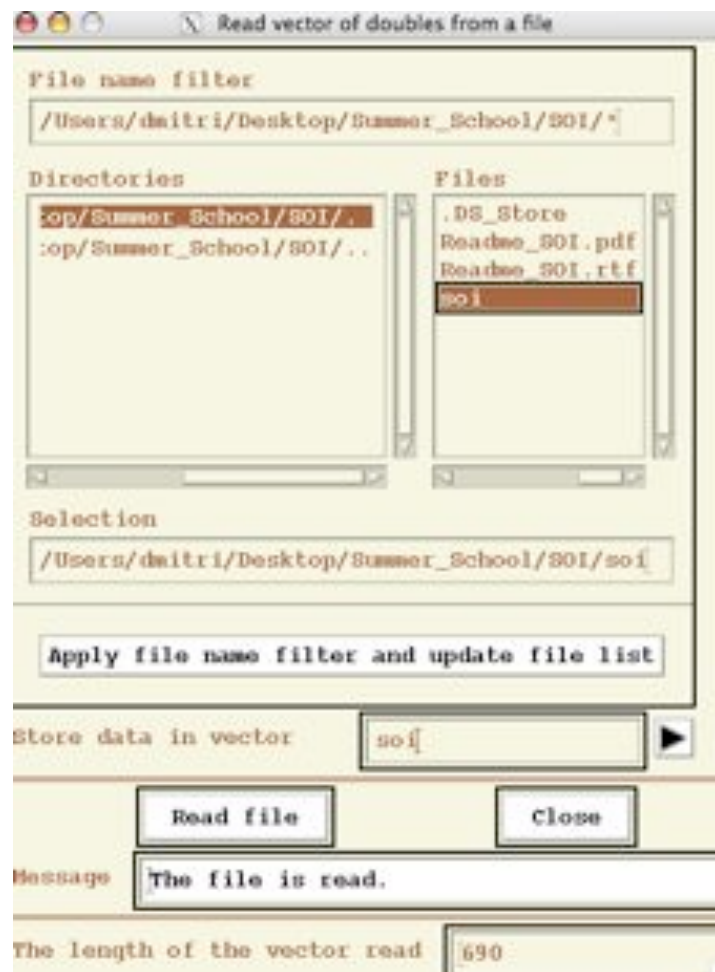 Read vector of doubles from a file
File name filter
/Users/dmitri/Desktop/Summer_School/SOI/*
Directories
:op/Summer_School/SOI/.
:op/Summer_School/SOI/..
Files
.DS_Store
Readme_SOI.pdf
Readme_SOI.rtf
soi
Selection
/Users/dmitri/Desktop/Summer_School/SOI/soi
Apply file name filter and update file list
Store data in vector soi
Read file Close
Message The file is read.
The length of the vector read 690